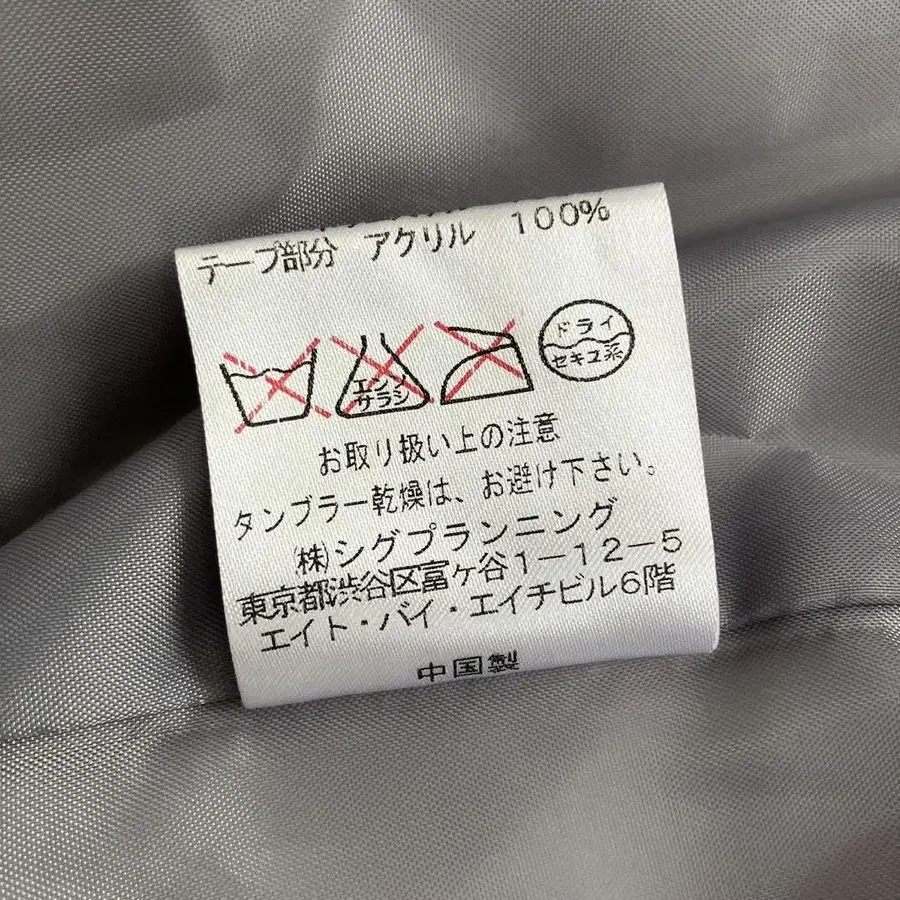 テープ部分 アクリル 100%
エンソ
サラシ
ドライ
セキユ系
お取り扱い上の注意
タンブラー乾燥は、お避け下さい。
(株)シグプランニング
東京都渋谷区富ヶ谷1-12-5
エイト・バイ・エイチビル6階
中国製